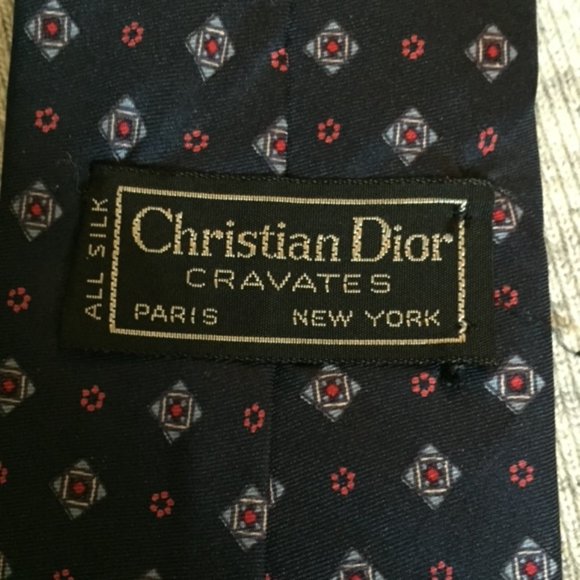 ALL SILK
Christian Dior
CRAVATES
PARIS NEW YORK